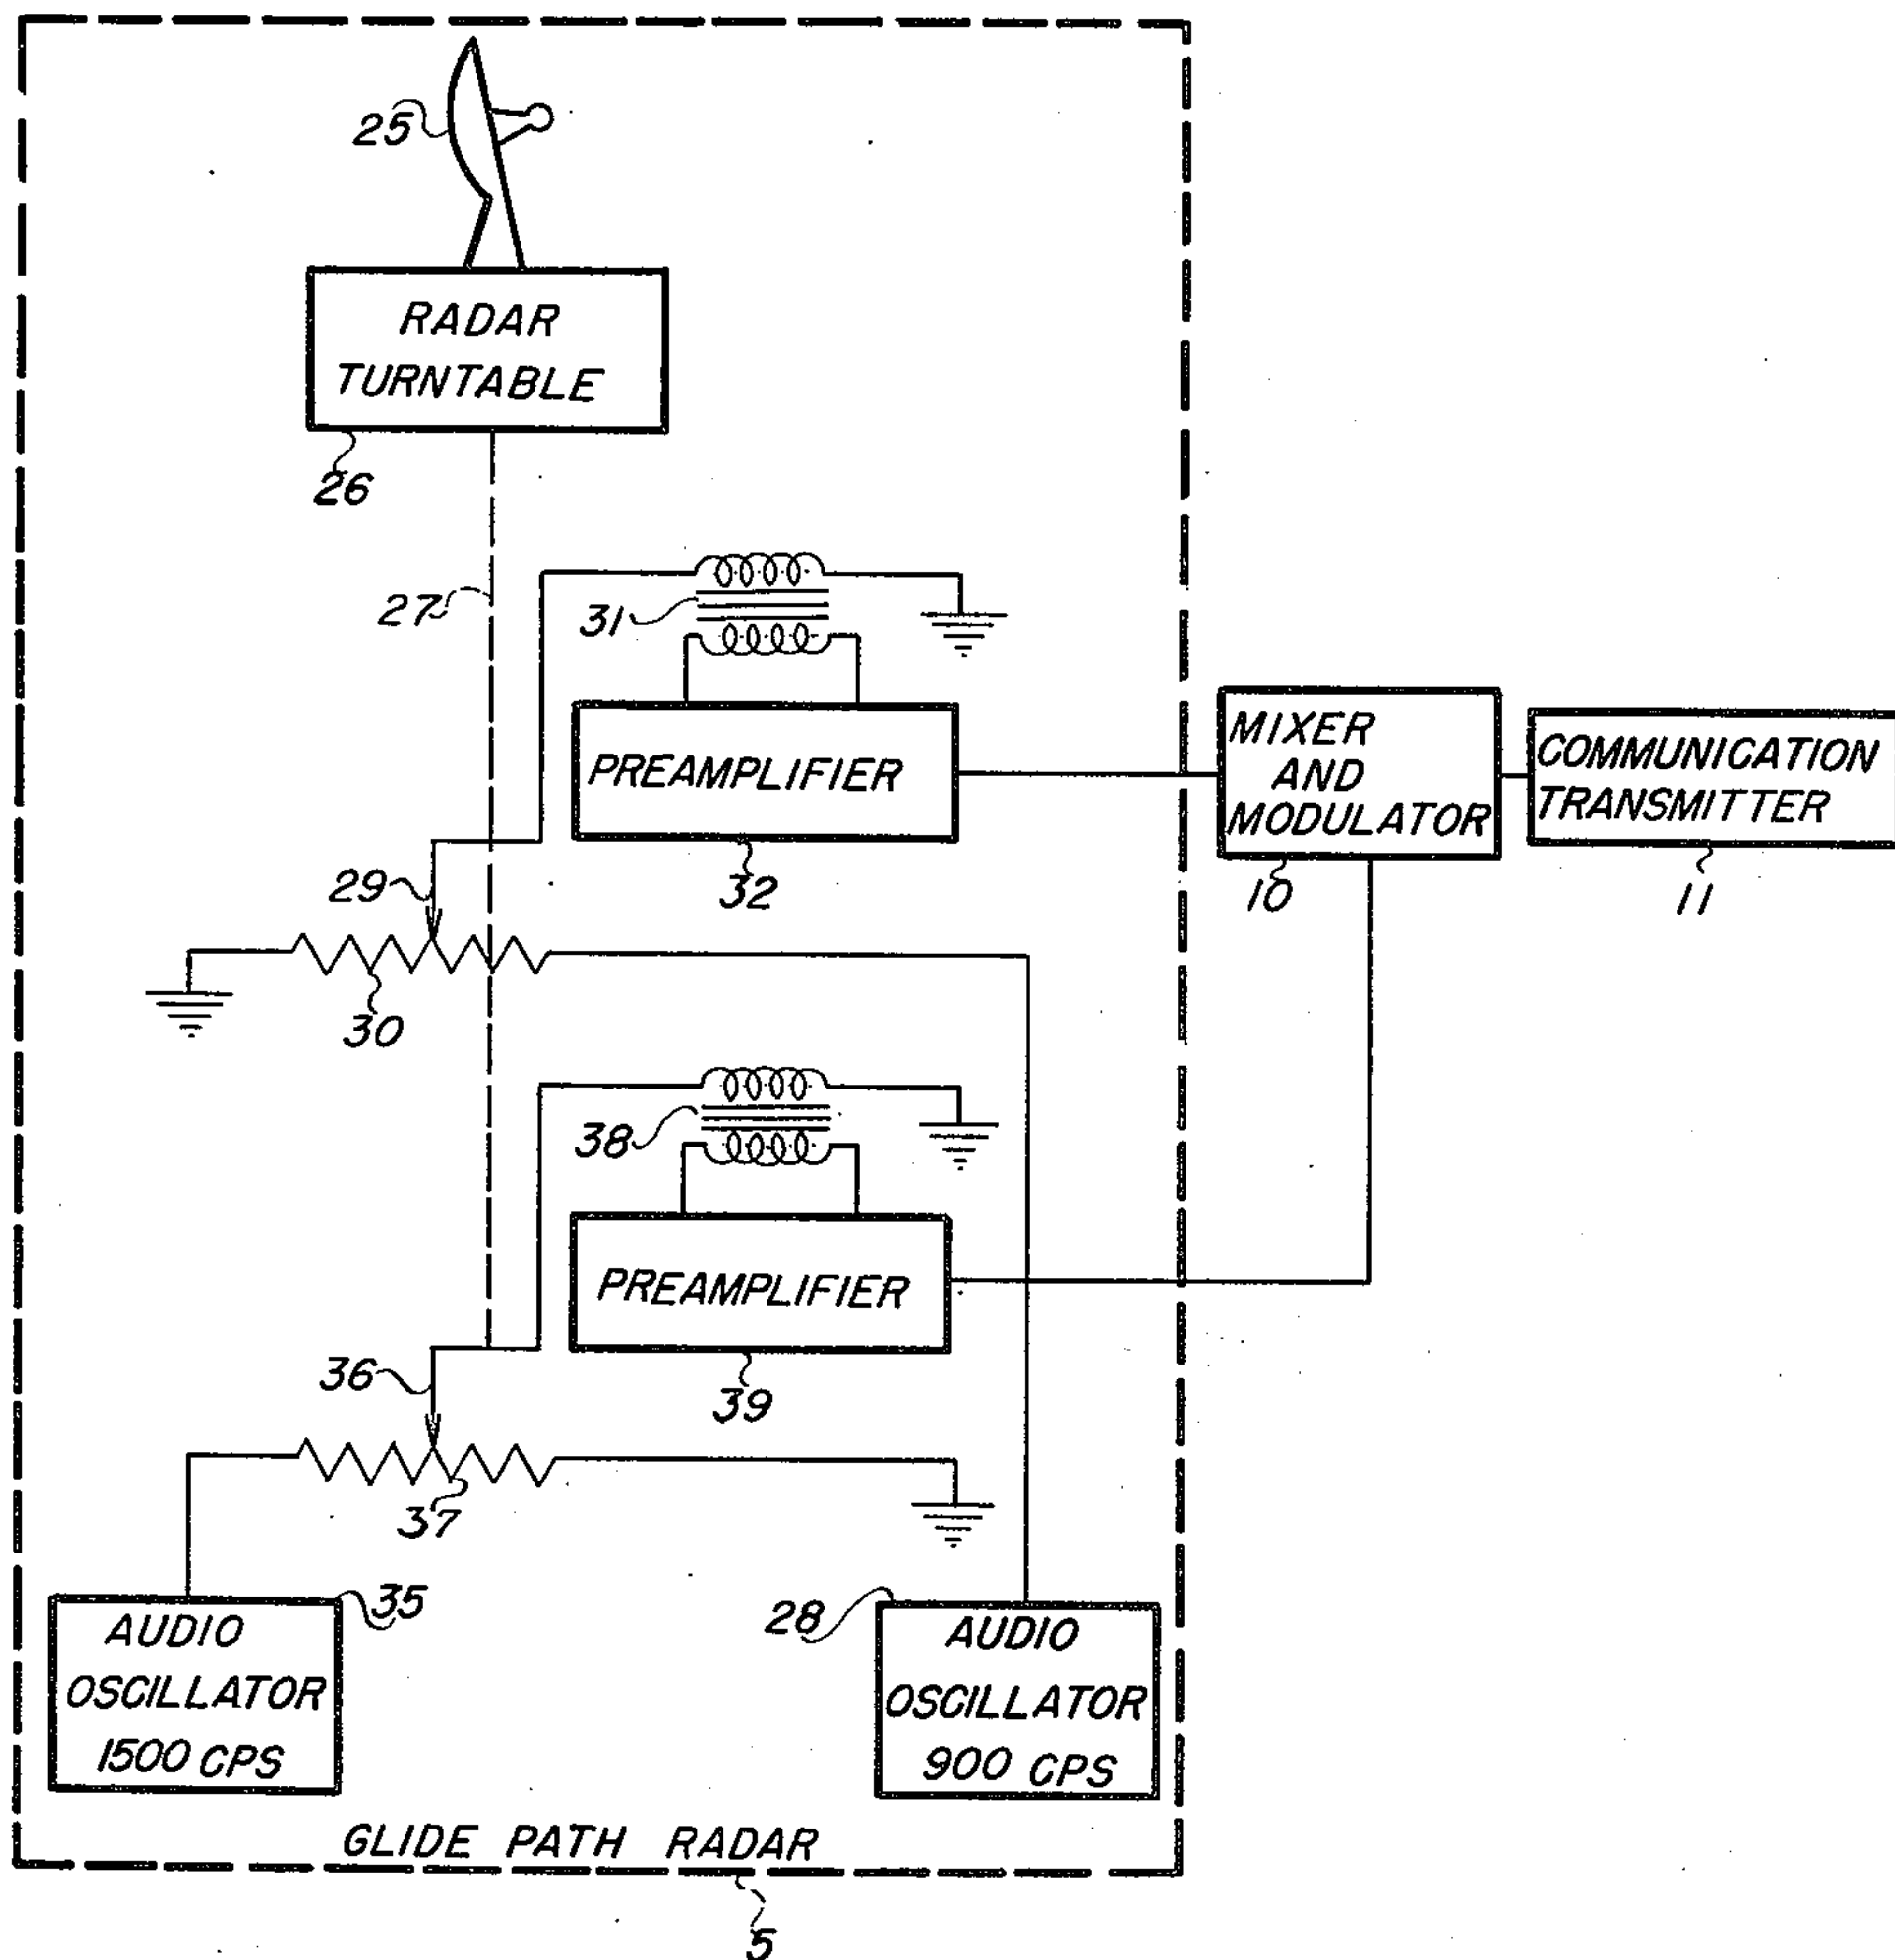 25
RADAR
TURNTABLE
26
27
31
PREAMPLIFIER
32
MIXER
AND
MODULATOR
10
COMMUNICATION
TRANSMITTER
11
29
30
38
PREAMPLIFIER
39
36
37
35
AUDIO
OSCILLATOR
1500 CPS
28
AUDIO
OSCILLATOR
900 CPS
GLIDE PATH RADAR
5